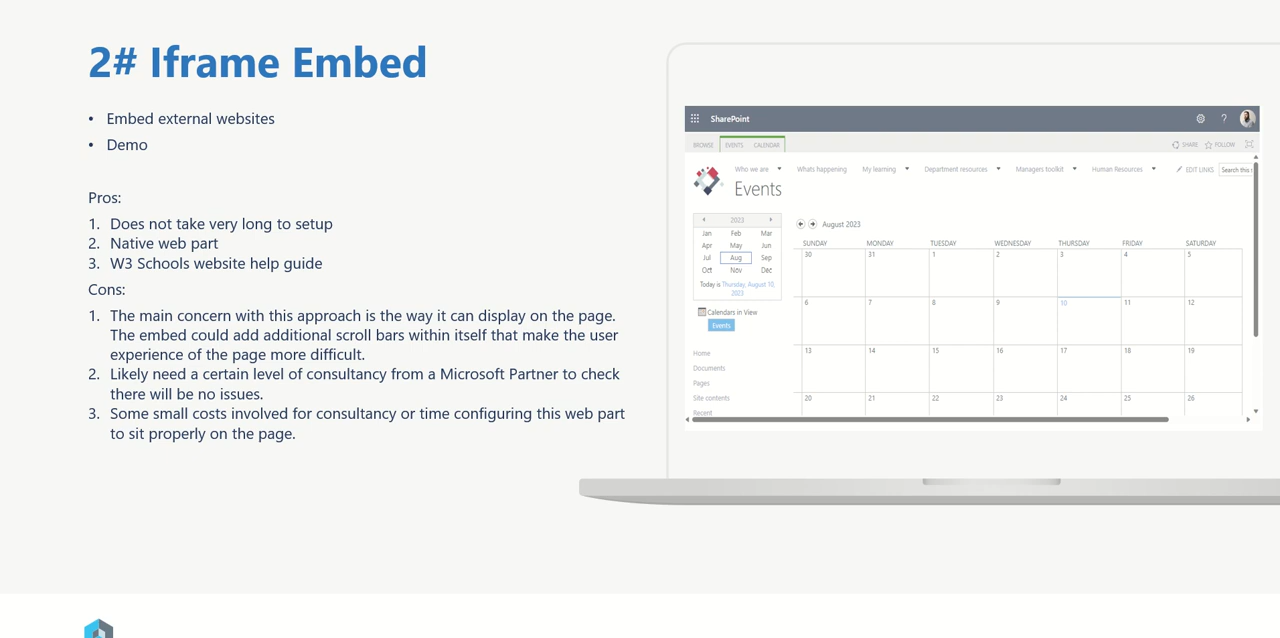 2# Iframe Embed
• Embed external websites
• Demo
Pros:
1. Does not take very long to setup
2. Native web part
3. W3 Schools website help guide
Cons:
1. The main concern with this approach is the way it can display on the page.
The embed could add additional scroll bars within itself that make the user
experience of the page more difficult.
2. Likely need a certain level of consultancy from a Microsoft Partner to check
there will be no issues.
3. Some small costs involved for consultancy or time configuring this web part
to sit properly on the page.
SharePoint
?
BROWSE EVENTS CALENDAR
SHARE FOLLOW
Who we are Whats happening My learning Department resources Managers toolkit Human Resources EDIT LINKS Search this s
Events
2023
Jan Feb Mar
Apr May Jun
Jul Aug Sep
Oct Nov Dec
Today is Thursday, August 10,
2023
Calendars in View
Events
Home
Documents
Pages
Site contents
Recent
August 2023
SUNDAY MONDAY TUESDAY WEDNESDAY THURSDAY FRIDAY SATURDAY
30 31 1 2 3 4 5
6 7 8 9 10 11 12
13 14 15 16 17 18 19
20 21 22 23 24 25 26